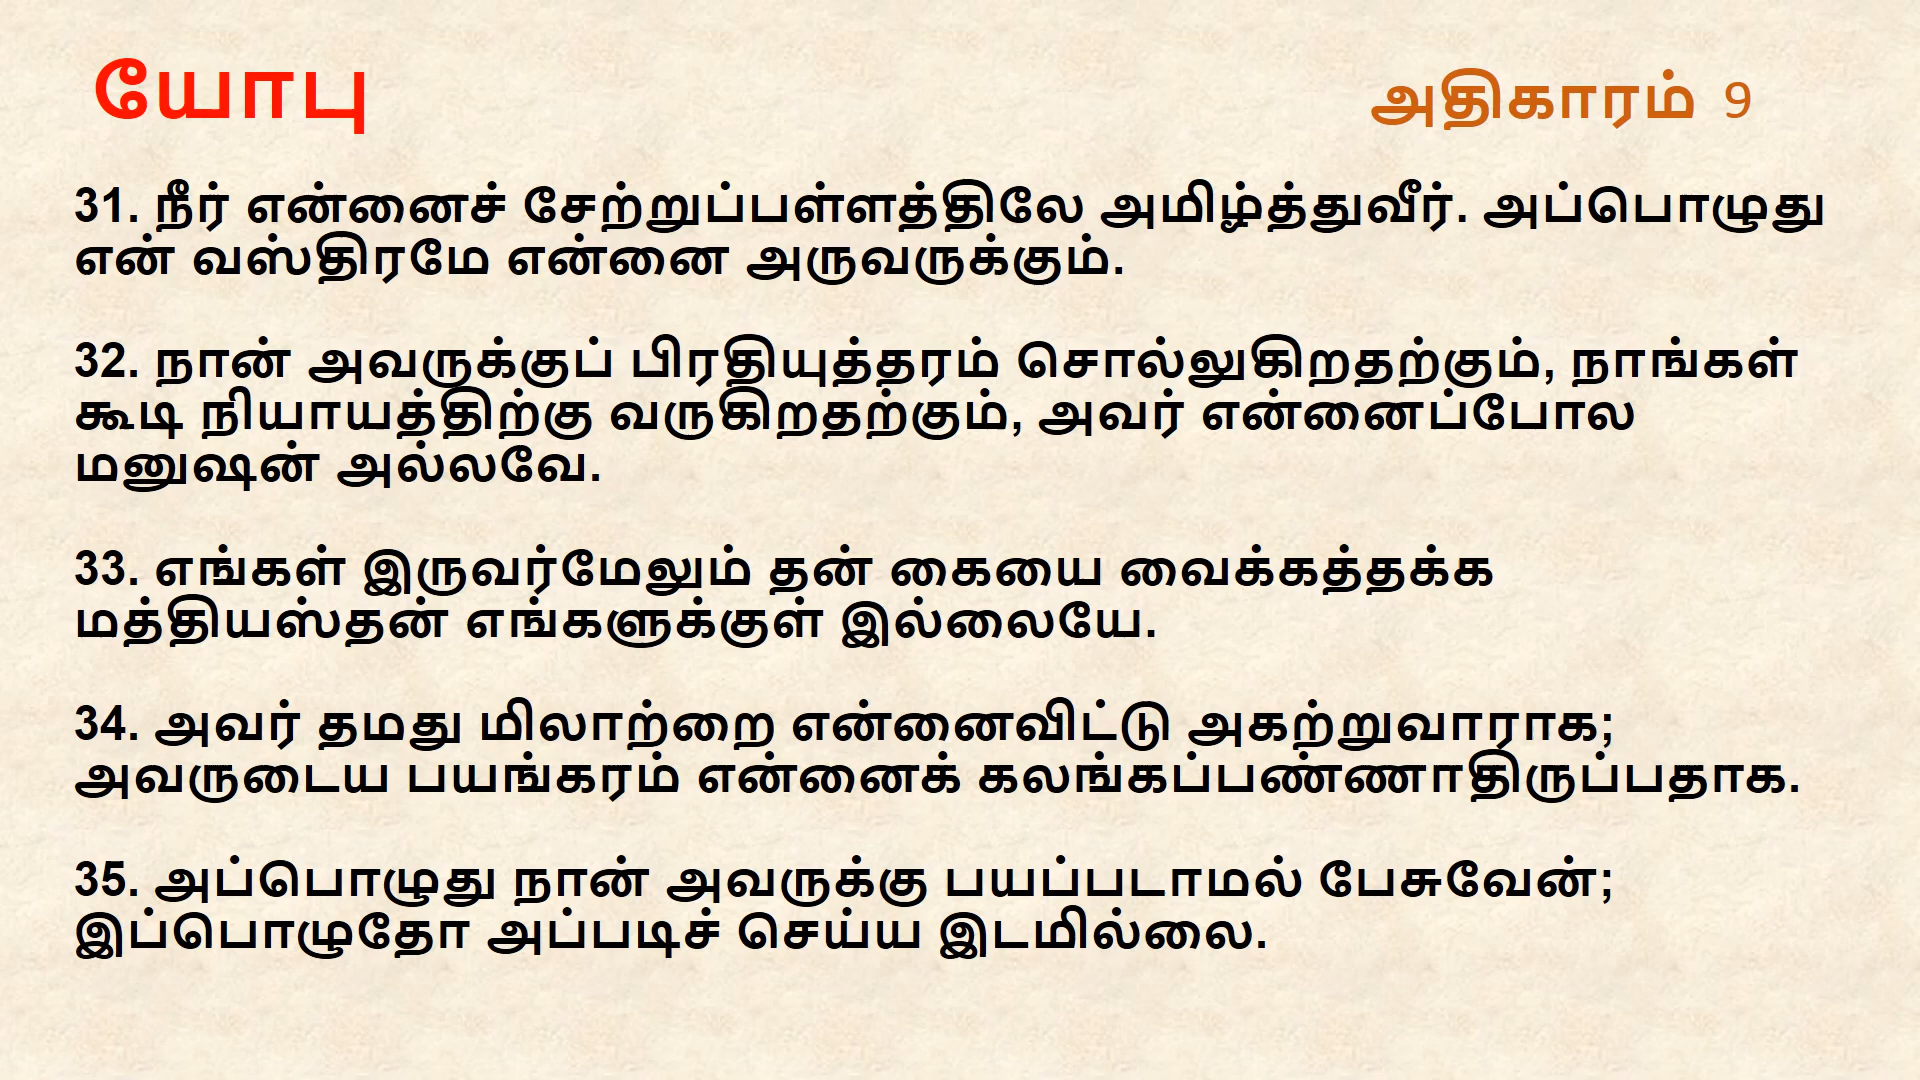 யோபு
அதிகாரம் 9
31. நீர் என்னைச் சேற்றுப்பள்ளத்திலே அமிழ்த்துவீர். அப்பொழுது
என் வஸ்திரமே என்னை அருவருக்கும்.
32. நான் அவருக்குப் பிரதியுத்தரம் சொல்லுகிறதற்கும், நாங்கள்
கூடி நியாயத்திற்கு வருகிறதற்கும், அவர் என்னைப்போல
மனுஷன் அல்லவே.
33. எங்கள் இருவர்மேலும் தன் கையை வைக்கத்தக்க
மத்தியஸ்தன் எங்களுக்குள் இல்லையே.
34. அவர் தமது மிலாற்றை என்னைவிட்டு அகற்றுவாராக;
அவருடைய பயங்கரம் என்னைக் கலங்கப்பண்ணாதிருப்பதாக.
35. அப்பொழுது நான் அவருக்கு பயப்படாமல் பேசுவேன்;
இப்பொழுதோ அப்படிச் செய்ய இடமில்லை.